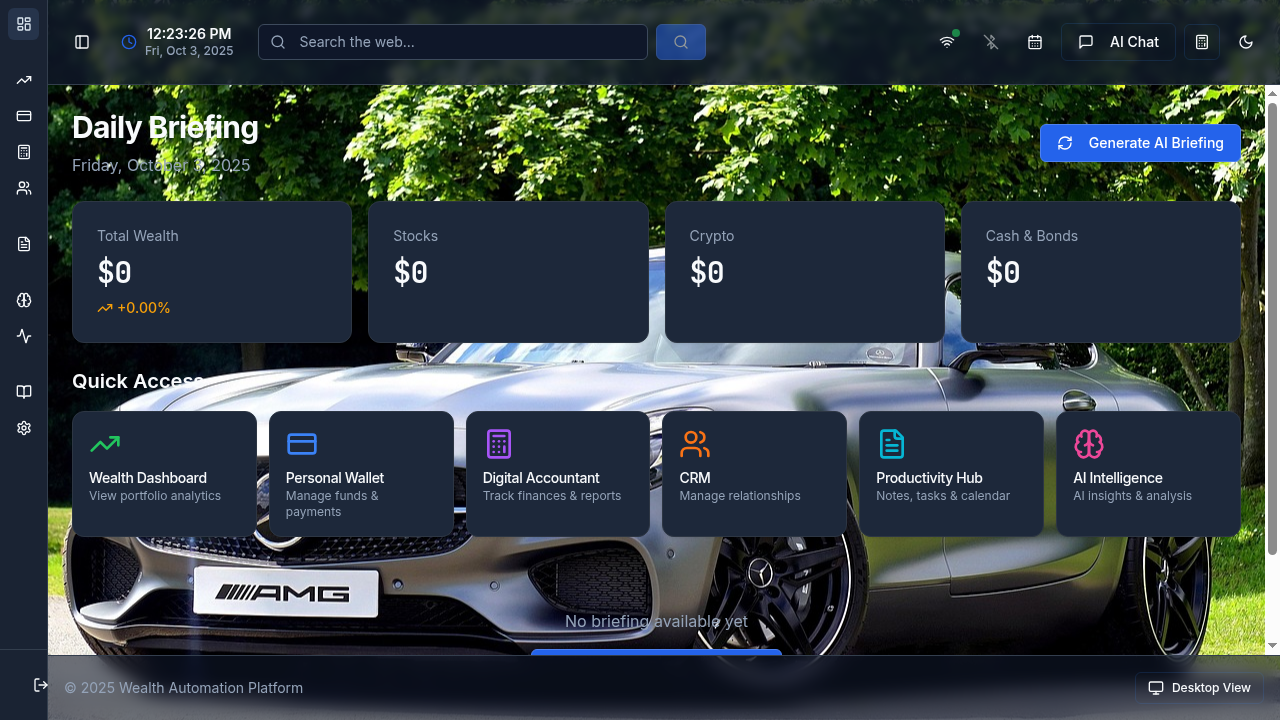 12:23:26 PM
Fri, Oct 3, 2025
Search the web...
AI Chat
Daily Briefing
Friday, October 3, 2025
Generate AI Briefing
Total Wealth
$0
+0.00%
Stocks
$0
Crypto
$0
Cash & Bonds
$0
Quick Access
Wealth Dashboard
View portfolio analytics
Personal Wallet
Manage funds &
payments
Digital Accountant
Track finances & reports
CRM
Manage relationships
Productivity Hub
Notes, tasks & calendar
AI Intelligence
AI insights & analysis
AMG
No briefing available yet
© 2025 Wealth Automation Platform
Desktop View